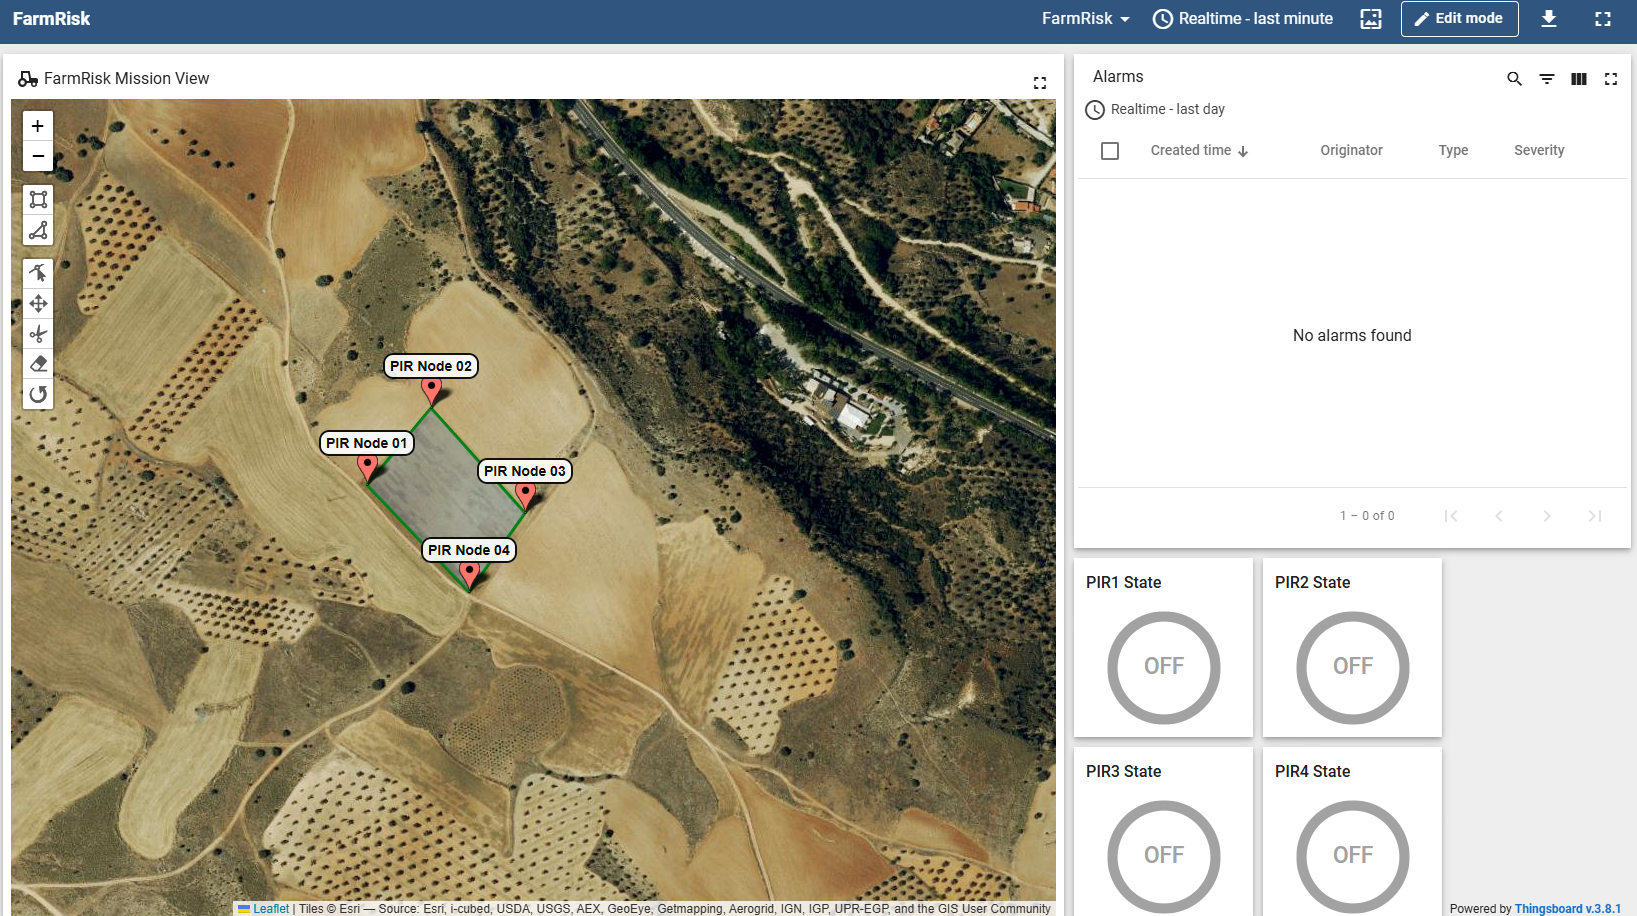 FarmRisk
FarmRisk
Realtime - last minute
Edit mode
FarmRisk Mission View
+
−
PIR Node 02
PIR Node 01
PIR Node 03
PIR Node 04
Leaflet | Tiles © Esri — Source: Esri, i-cubed, USDA, USGS, AEX, GeoEye, Getmapping, Aerogrid, IGN, IGP, UPR-EGP, and the GIS User Community
Alarms
Realtime - last day
Created time Originator Type Severity
No alarms found
1 – 0 of 0
PIR1 State
OFF
PIR2 State
OFF
PIR3 State
OFF
PIR4 State
OFF
Powered by Thingsboard v.3.8.1